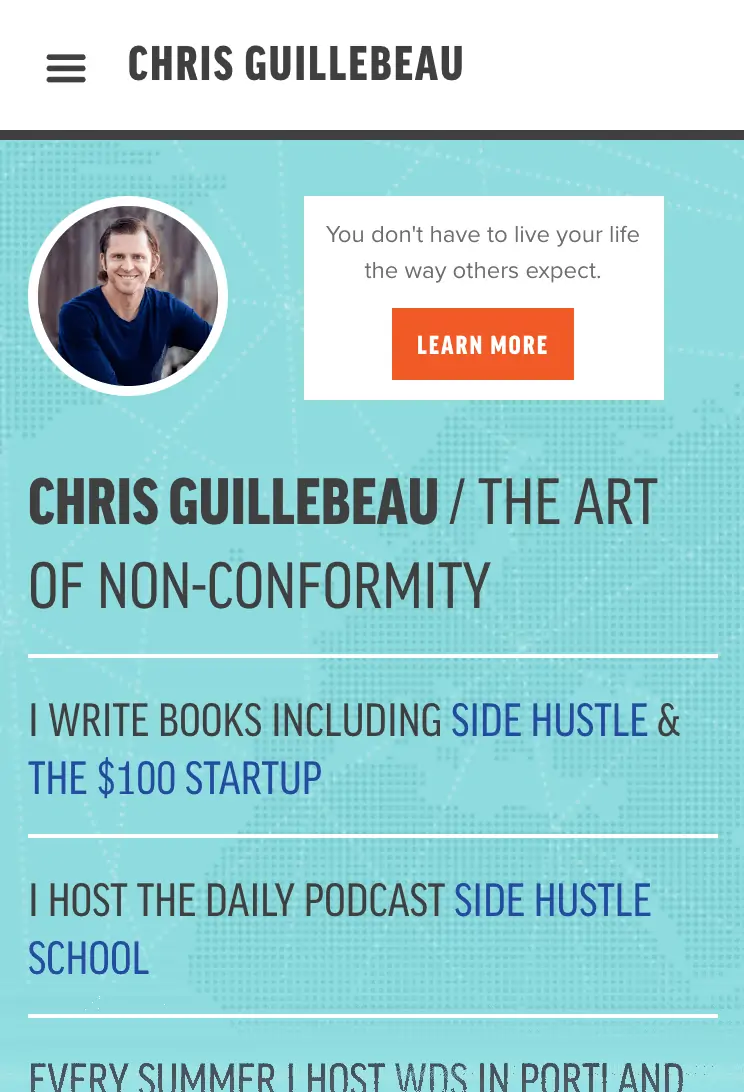 CHRIS GUILLEBEAU
You don't have to live your life
the way others expect.
LEARN MORE
CHRIS GUILLEBEAU / THE ART
OF NON-CONFORMITY
I WRITE BOOKS INCLUDING SIDE HUSTLE &
THE $100 STARTUP
I HOST THE DAILY PODCAST SIDE HUSTLE
SCHOOL
EVERY SUMMER I HOST WDS IN PORTLAND